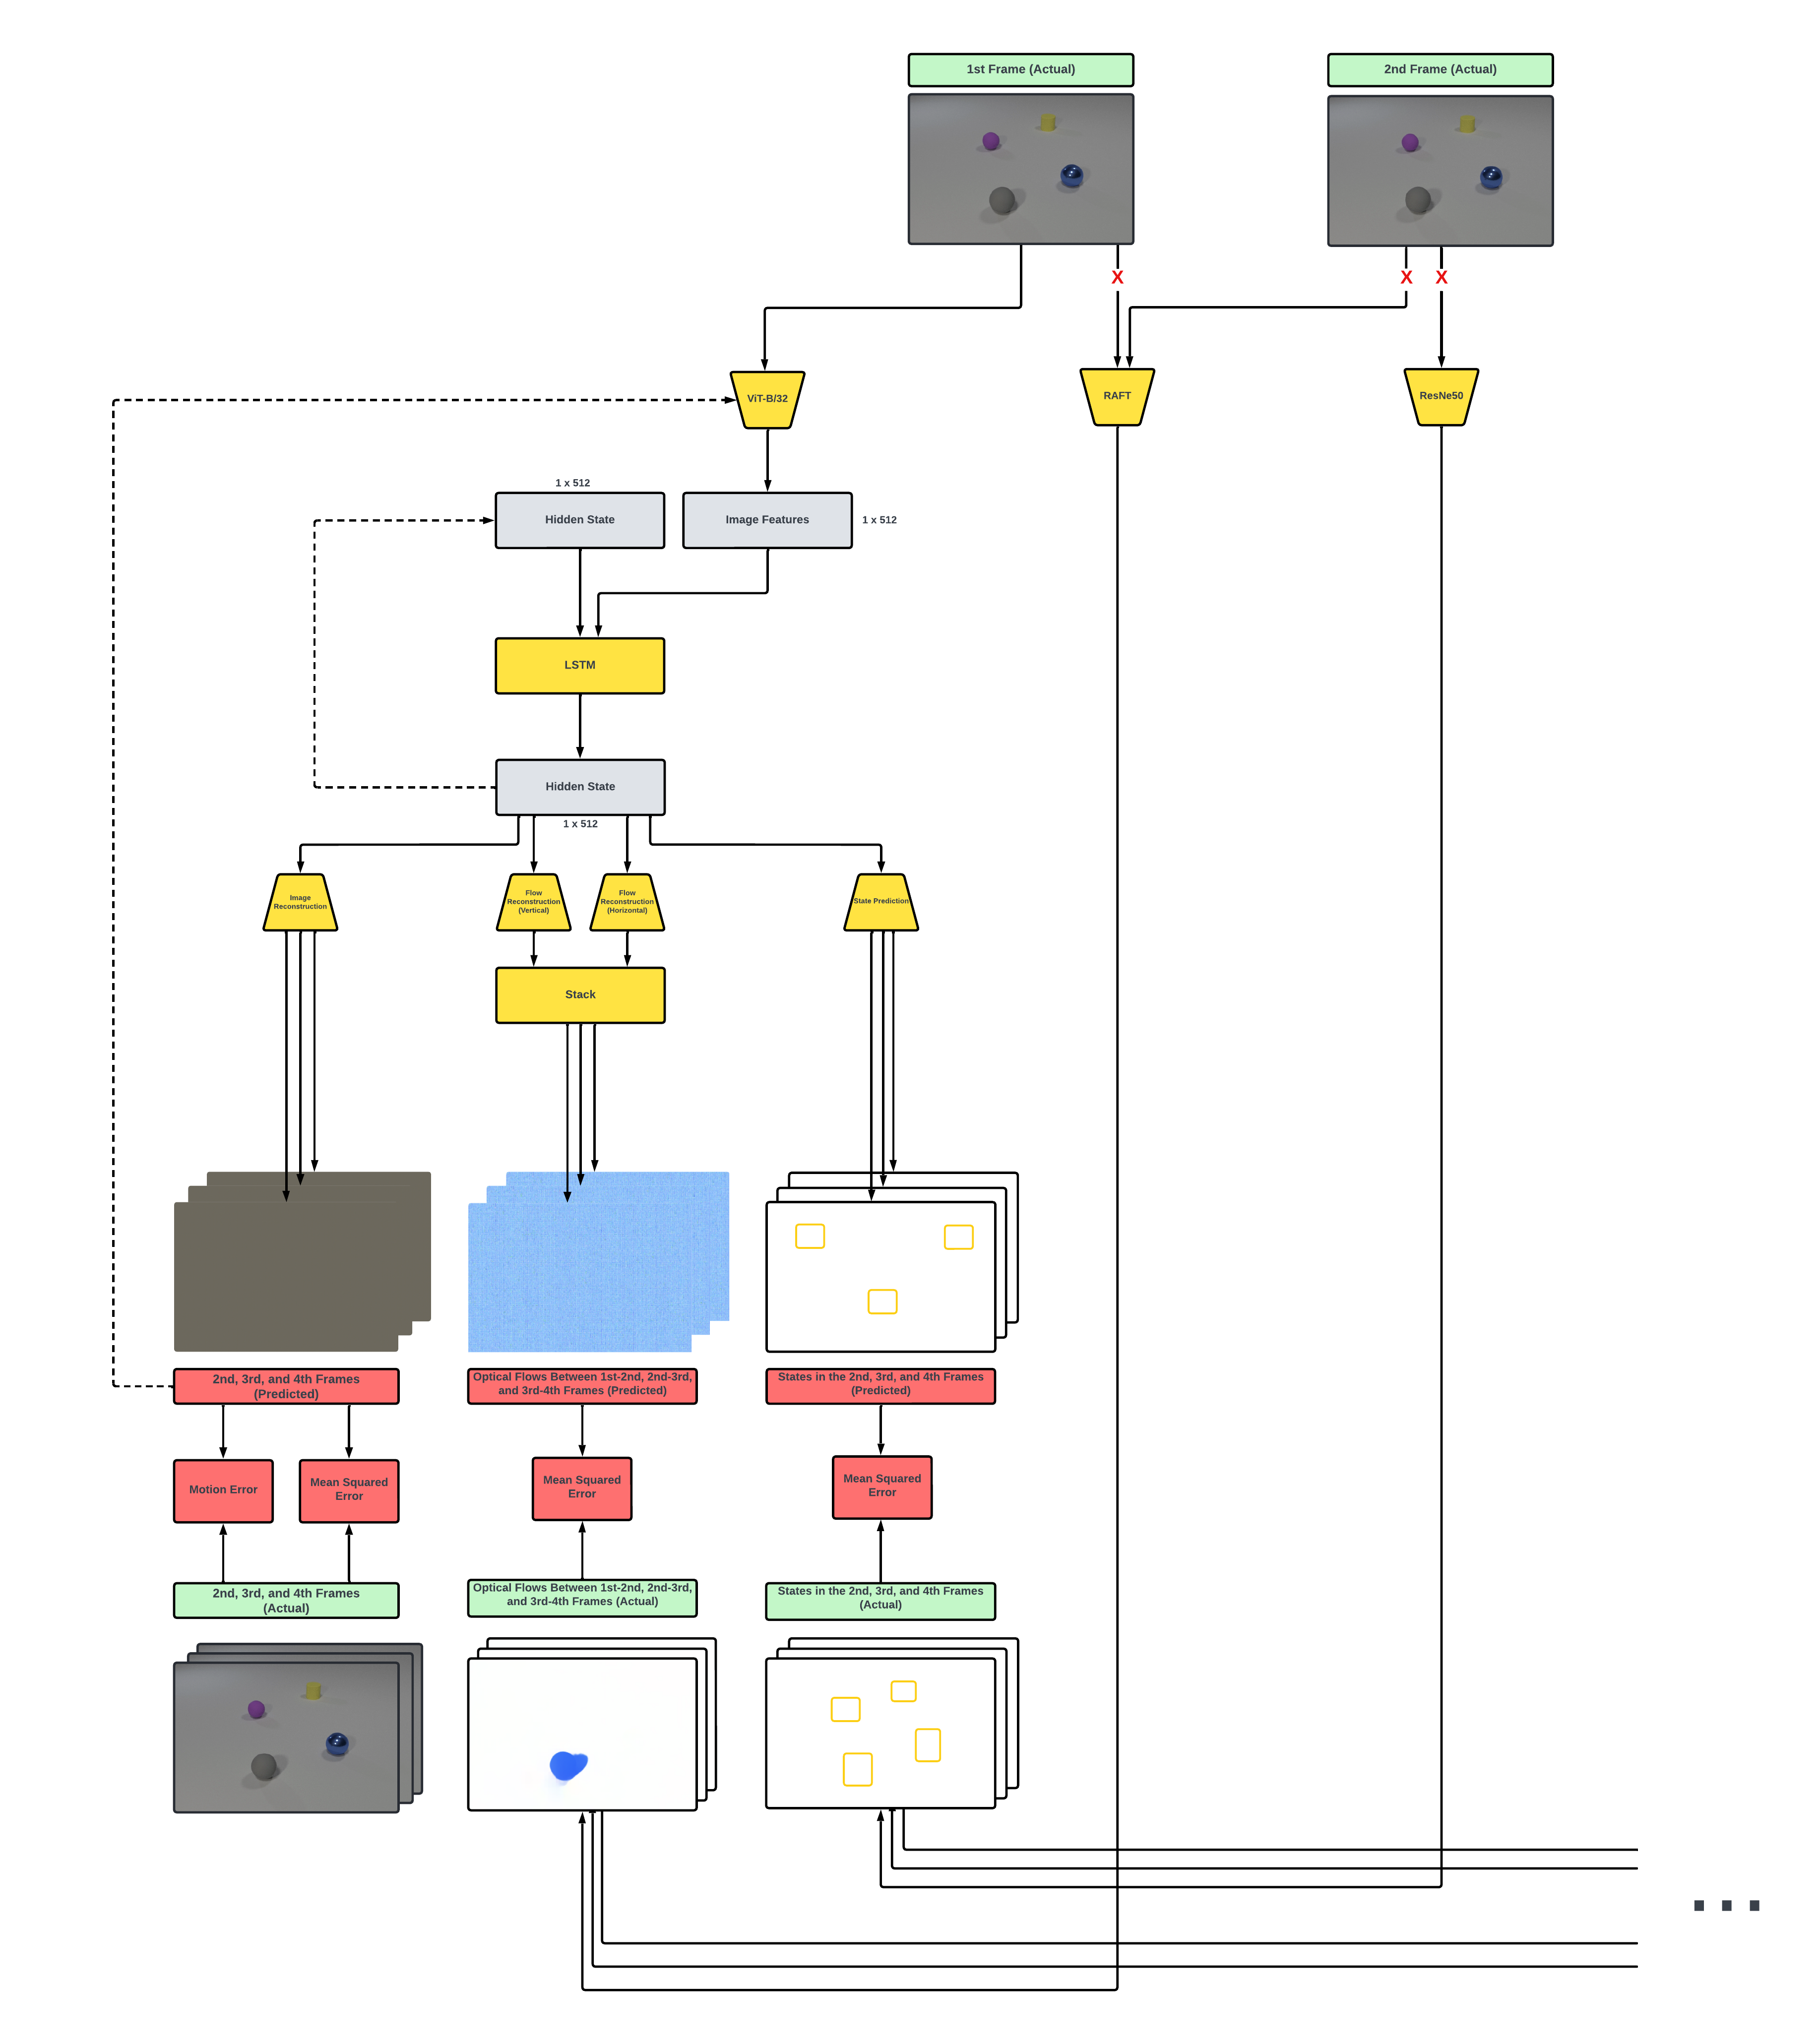 1st Frame (Actual)
2nd Frame (Actual)
X
X
X
ViT-B/32
RAFT
ResNe50
1 x 512
Hidden State
Image Features
1 x 512
LSTM
Hidden State
1 x 512
Image
Reconstruction
Flow
Reconstruction
(Vertical)
Flow
Reconstruction
(Horizontal)
State Prediction
Stack
2nd, 3rd, and 4th Frames
(Predicted)
Optical Flows Between 1st-2nd, 2nd-3rd,
and 3rd-4th Frames (Predicted)
States in the 2nd, 3rd, and 4th Frames
(Predicted)
Motion Error
Mean Squared
Error
Mean Squared
Error
Mean Squared
Error
2nd, 3rd, and 4th Frames
(Actual)
Optical Flows Between 1st-2nd, 2nd-3rd,
and 3rd-4th Frames (Actual)
States in the 2nd, 3rd, and 4th Frames
(Actual)
...